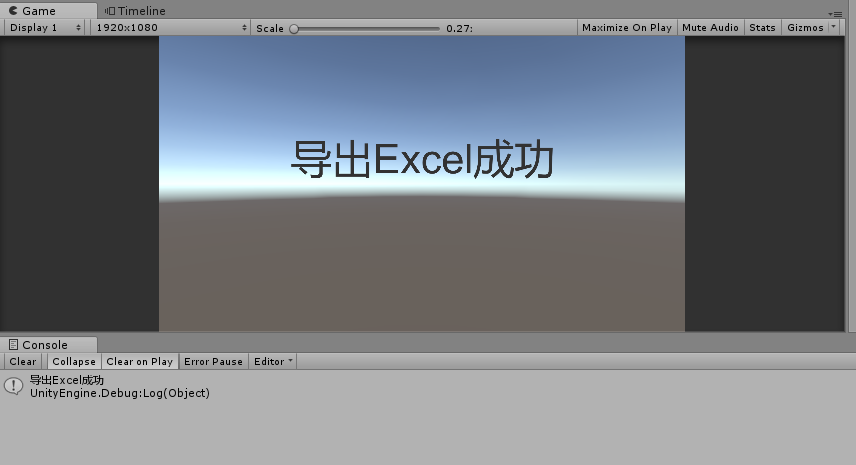 Game
Timeline
Display 1
1920x1080
Scale
0.27:
Maximize On Play
Mute Audio
Stats
Gizmos
导出Excel成功
Console
Clear
Collapse
Clear on Play
Error Pause
Editor
导出Excel成功
UnityEngine.Debug:Log(Object)